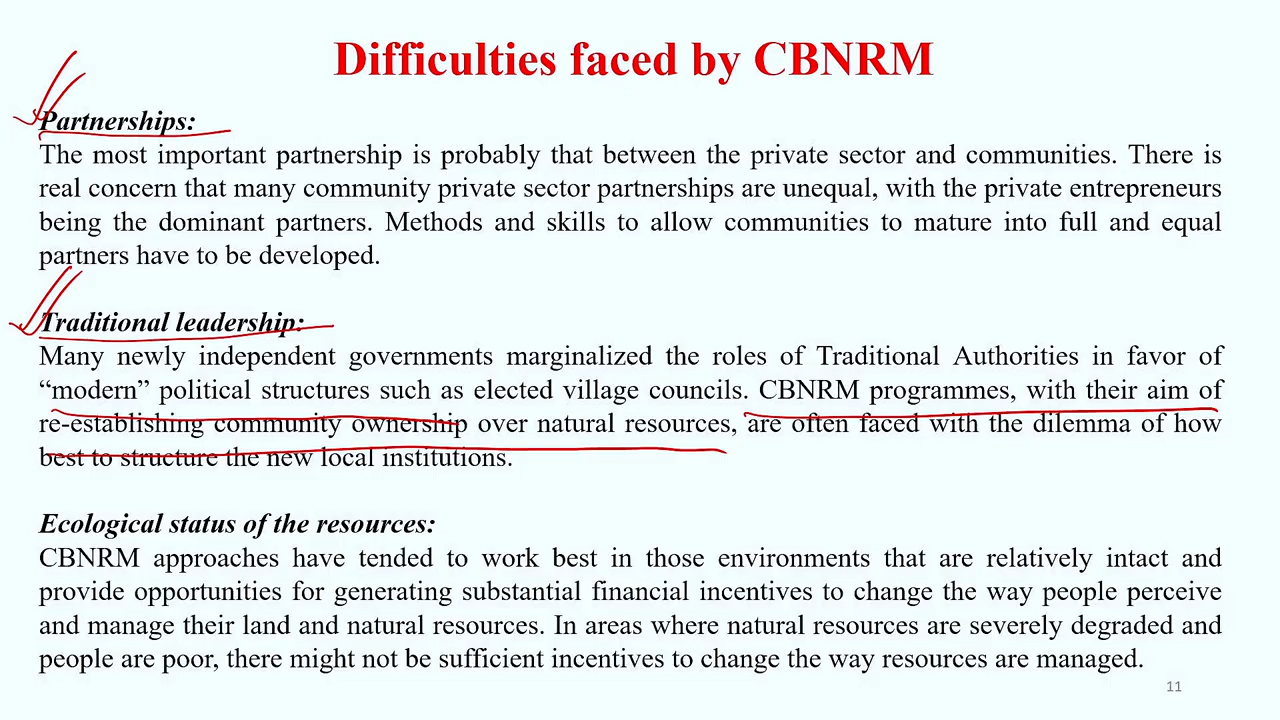 Difficulties faced by CBNRM
Partnerships:
The most important partnership is probably that between the private sector and communities. There is
real concern that many community private sector partnerships are unequal, with the private entrepreneurs
being the dominant partners. Methods and skills to allow communities to mature into full and equal
partners have to be developed.
Traditional leadership:
Many newly independent governments marginalized the roles of Traditional Authorities in favor of
“modern” political structures such as elected village councils. CBNRM programmes, with their aim of
re-establishing community ownership over natural resources, are often faced with the dilemma of how
best to structure the new local institutions.
Ecological status of the resources:
CBNRM approaches have tended to work best in those environments that are relatively intact and
provide opportunities for generating substantial financial incentives to change the way people perceive
and manage their land and natural resources. In areas where natural resources are severely degraded and
people are poor, there might not be sufficient incentives to change the way resources are managed.
11